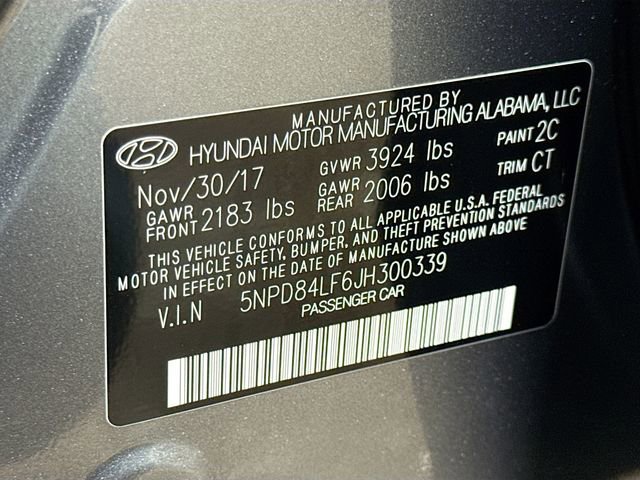 MANUFACTURED BY
HYUNDAI MOTOR MANUFACTURING ALABAMA, LLC
Nov/30/17 GVWR 3924 lbs PAINT 2C
GAWR FRONT 2183 lbs GAWR REAR 2006 lbs TRIM CT
THIS VEHICLE CONFORMS TO ALL APPLICABLE U.S.A. FEDERAL
MOTOR VEHICLE SAFETY, BUMPER, AND THEFT PREVENTION STANDARDS
IN EFFECT ON THE DATE OF MANUFACTURE SHOWN ABOVE
V.I.N 5NPD84LF6JH300339
PASSENGER CAR